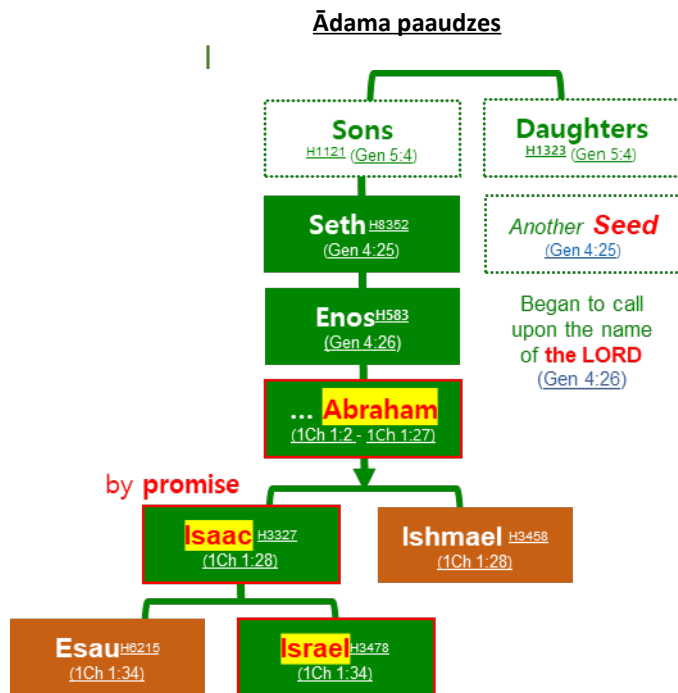 Ādama paaudzes
Sons
H1121 (Gen 5:4)
Daughters
H1323 (Gen 5:4)
Seth H8352
(Gen 4:25)
Another Seed
(Gen 4:25)
Enos H583
(Gen 4:26)
Began to call
upon the name
of the LORD
(Gen 4:26)
... Abraham
(1Ch 1:2 - 1Ch 1:27)
by promise
Isaac H3327
(1Ch 1:28)
Ishmael H3458
(1Ch 1:28)
Esau H6215
(1Ch 1:34)
Israel H3478
(1Ch 1:34)